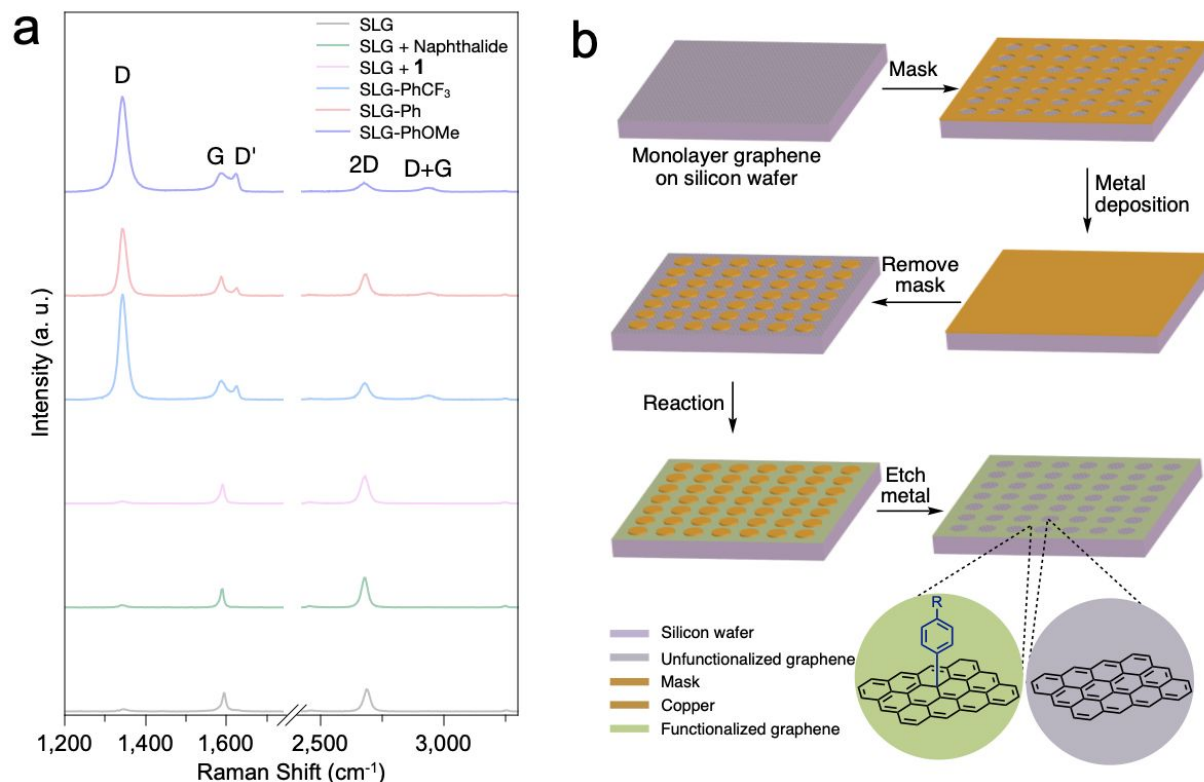 a
SLG
SLG + Naphthalide
SLG + 1
SLG-PhCF₃
SLG-Ph
SLG-PhOMe
D
G
D'
2D
D+G
Intensity (a. u.)
1,200
1,400
1,600
2,500
3,000
Raman Shift (cm⁻¹)
b
Mask
Monolayer graphene
on silicon wafer
Metal
deposition
Remove
mask
Reaction
Etch
metal
R
Silicon wafer
Unfunctionalized graphene
Mask
Copper
Functionalized graphene